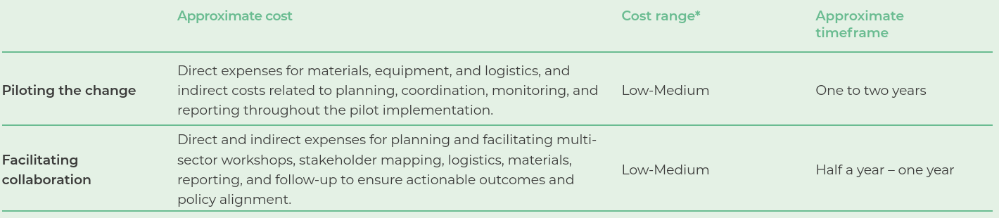 Approximate cost
Cost range*
Approximate
timeframe
Piloting the change
Direct expenses for materials, equipment, and logistics, and
indirect costs related to planning, coordination, monitoring, and
reporting throughout the pilot implementation.
Low-Medium
One to two years
Facilitating
collaboration
Direct and indirect expenses for planning and facilitating multi-
sector workshops, stakeholder mapping, logistics, materials,
reporting, and follow-up to ensure actionable outcomes and
policy alignment.
Low-Medium
Half a year – one year